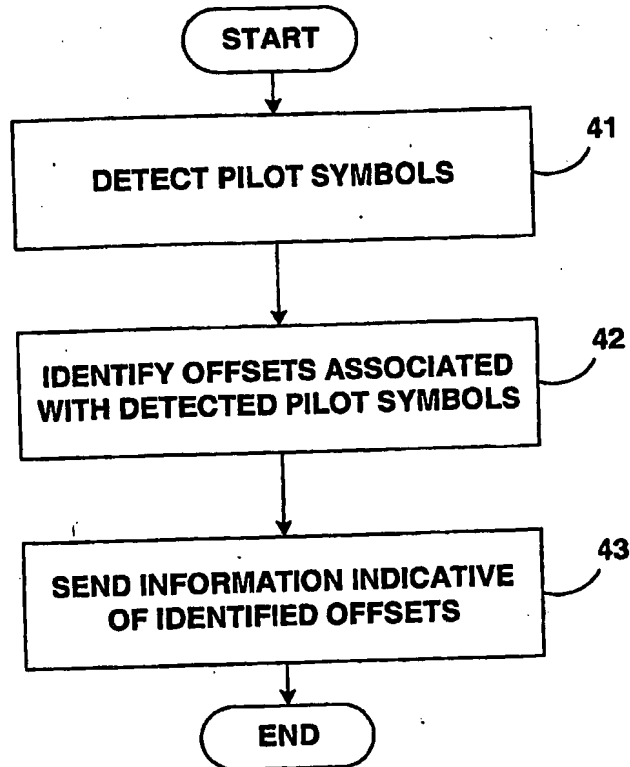 START
DETECT PILOT SYMBOLS
41
IDENTIFY OFFSETS ASSOCIATED
WITH DETECTED PILOT SYMBOLS
42
SEND INFORMATION INDICATIVE
OF IDENTIFIED OFFSETS
43
END